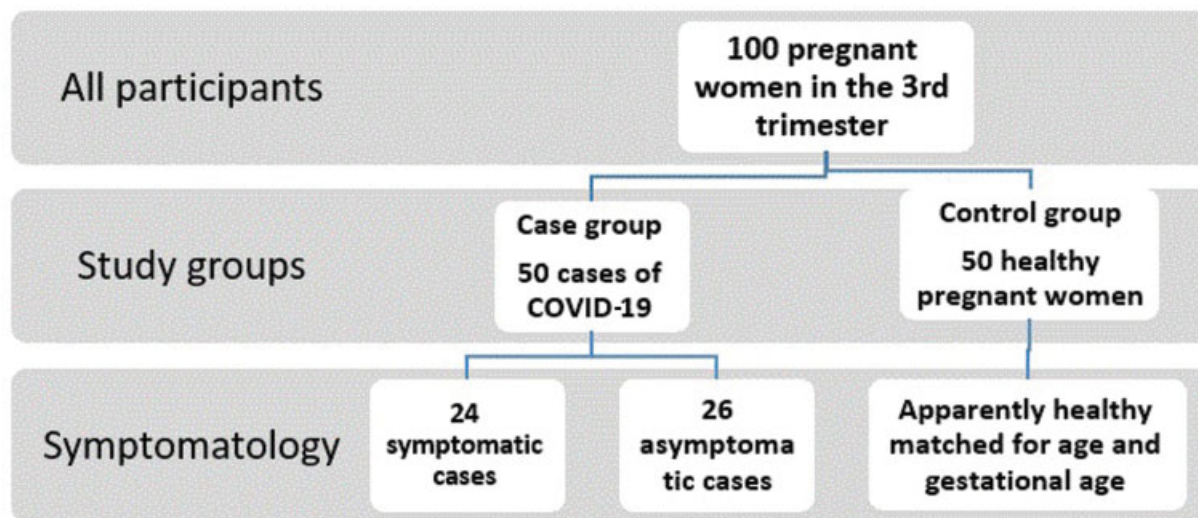 All participants
100 pregnant
women in the 3rd
trimester
Study groups
Case group
50 cases of
COVID-19
Control group
50 healthy
pregnant women
Symptomatology
24
symptomatic
cases
26
asymptoma
tic cases
Apparently healthy
matched for age and
gestational age